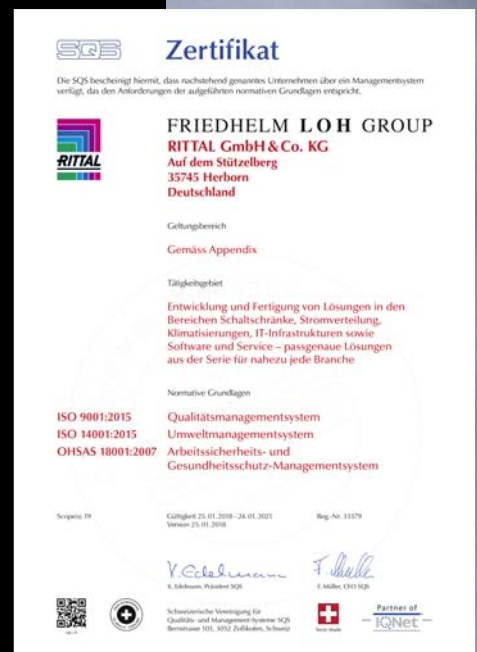 SQS
Zertifikat
Die SQS bescheinigt hiermit, dass nachstehend genanntes Unternehmen über ein Managementsystem
verfügt, das den Anforderungen der aufgeführten normativen Grundlagen entspricht.
RITTAL
FRIEDHELM LOH GROUP
RITTAL GmbH & Co. KG
Auf dem Stützelberg
35745 Herborn
Deutschland
Geltungsbereich
Gemäss Appendix
Tätigkeitsgebiet
Entwicklung und Fertigung von Lösungen in den
Bereichen Schaltschränke, Stromverteilung,
Klimatisierungen, IT-Infrastrukturen sowie
Software und Service – passgenaue Lösungen
aus der Serie für nahezu jede Branche
Normative Grundlagen
ISO 9001:2015 Qualitätsmanagementsystem
ISO 14001:2015 Umweltmanagementsystem
OHSAS 18001:2007 Arbeitssicherheits- und
Gesundheitsschutz-Managementsystem
Scope(s) 19 Gültigkeit 25.01.2018–24.01.2021 Reg.-Nr. 33579
Version 25.01.2018
X. Edelmann, Präsident SQS F. Müller, CEO SQS
Schweizerische Vereinigung für
Qualitäts- und Management-Systeme SQS
Bernstrasse 103, 3052 Zollikofen, Schweiz
Swiss Made
Partner of
IQNet